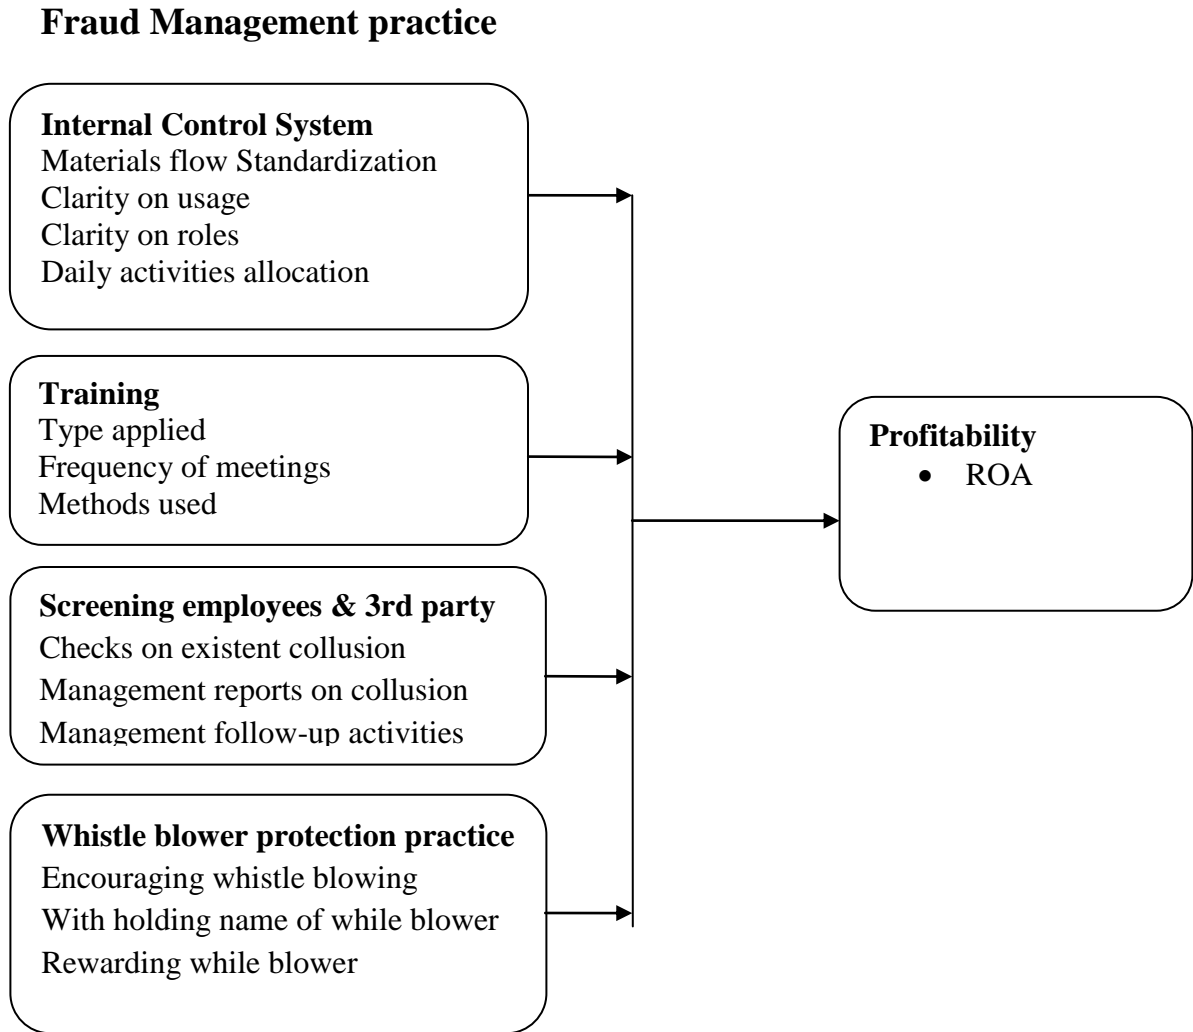 Fraud Management practice
Internal Control System
Materials flow Standardization
Clarity on usage
Clarity on roles
Daily activities allocation
Training
Type applied
Frequency of meetings
Methods used
Screening employees & 3rd party
Checks on existent collusion
Management reports on collusion
Management follow-up activities
Whistle blower protection practice
Encouraging whistle blowing
With holding name of while blower
Rewarding while blower
Profitability
• ROA